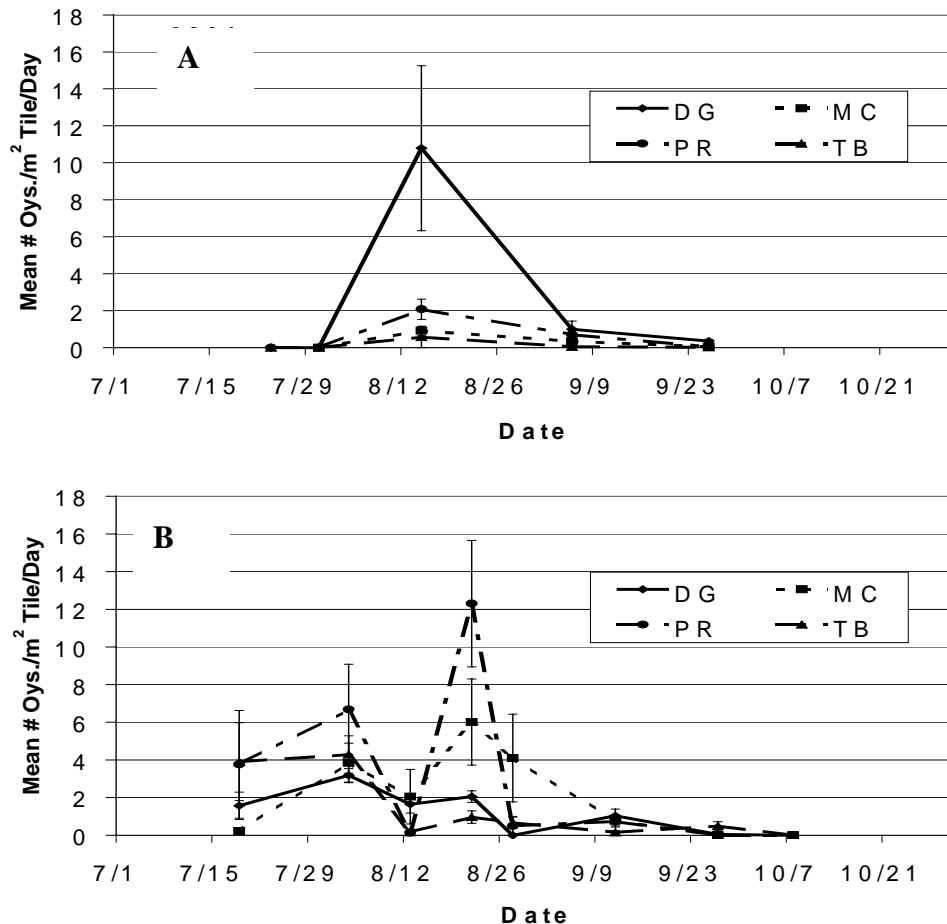 18
16
14
12
10
8
6
4
2
0
Mean # Oys./m² Tile/Day
A
DG
MC
PR
TB
7/1 7/15 7/29 8/12 8/26 9/9 9/23 10/7 10/21
Date
18
16
14
12
10
8
6
4
2
0
Mean # Oys./m² Tile/Day
B
DG
MC
PR
TB
7/1 7/15 7/29 8/12 8/26 9/9 9/23 10/7 10/21
Date